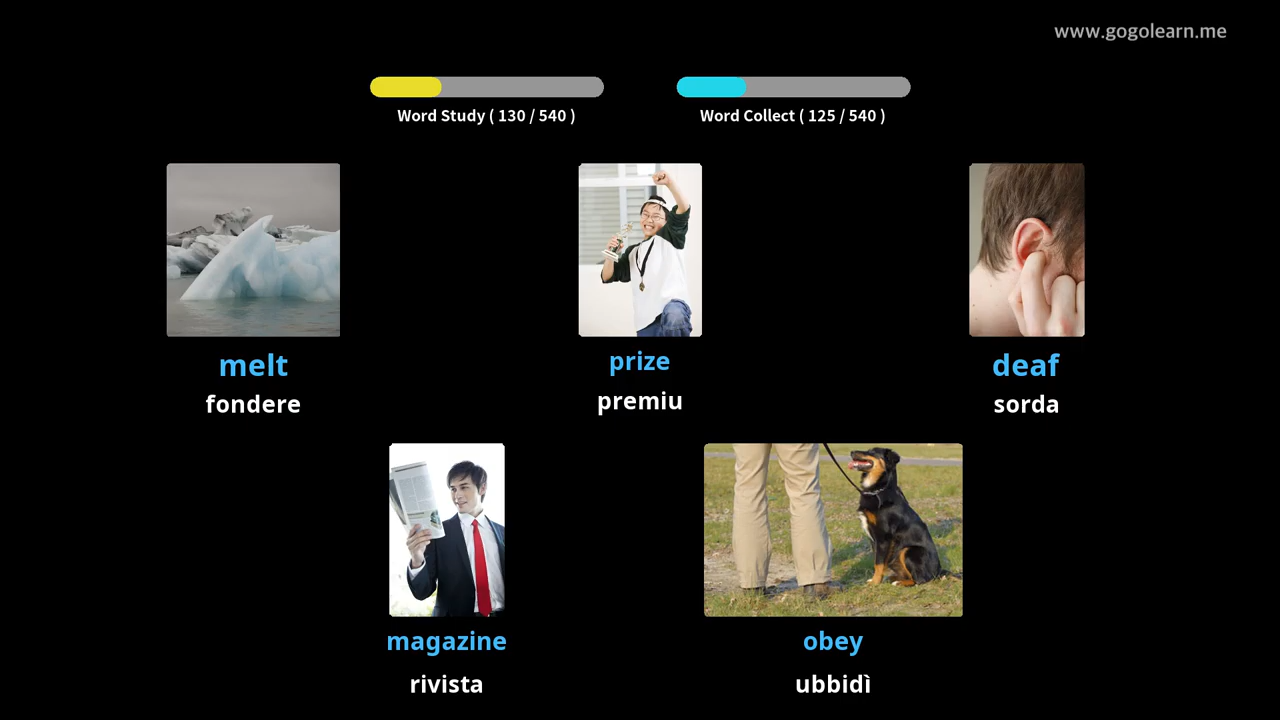 www.gogolearn.me
Word Study ( 130 / 540 )
Word Collect ( 125 / 540 )
melt
fondere
prize
premiu
deaf
sorda
magazine
rivista
obey
ubbidì